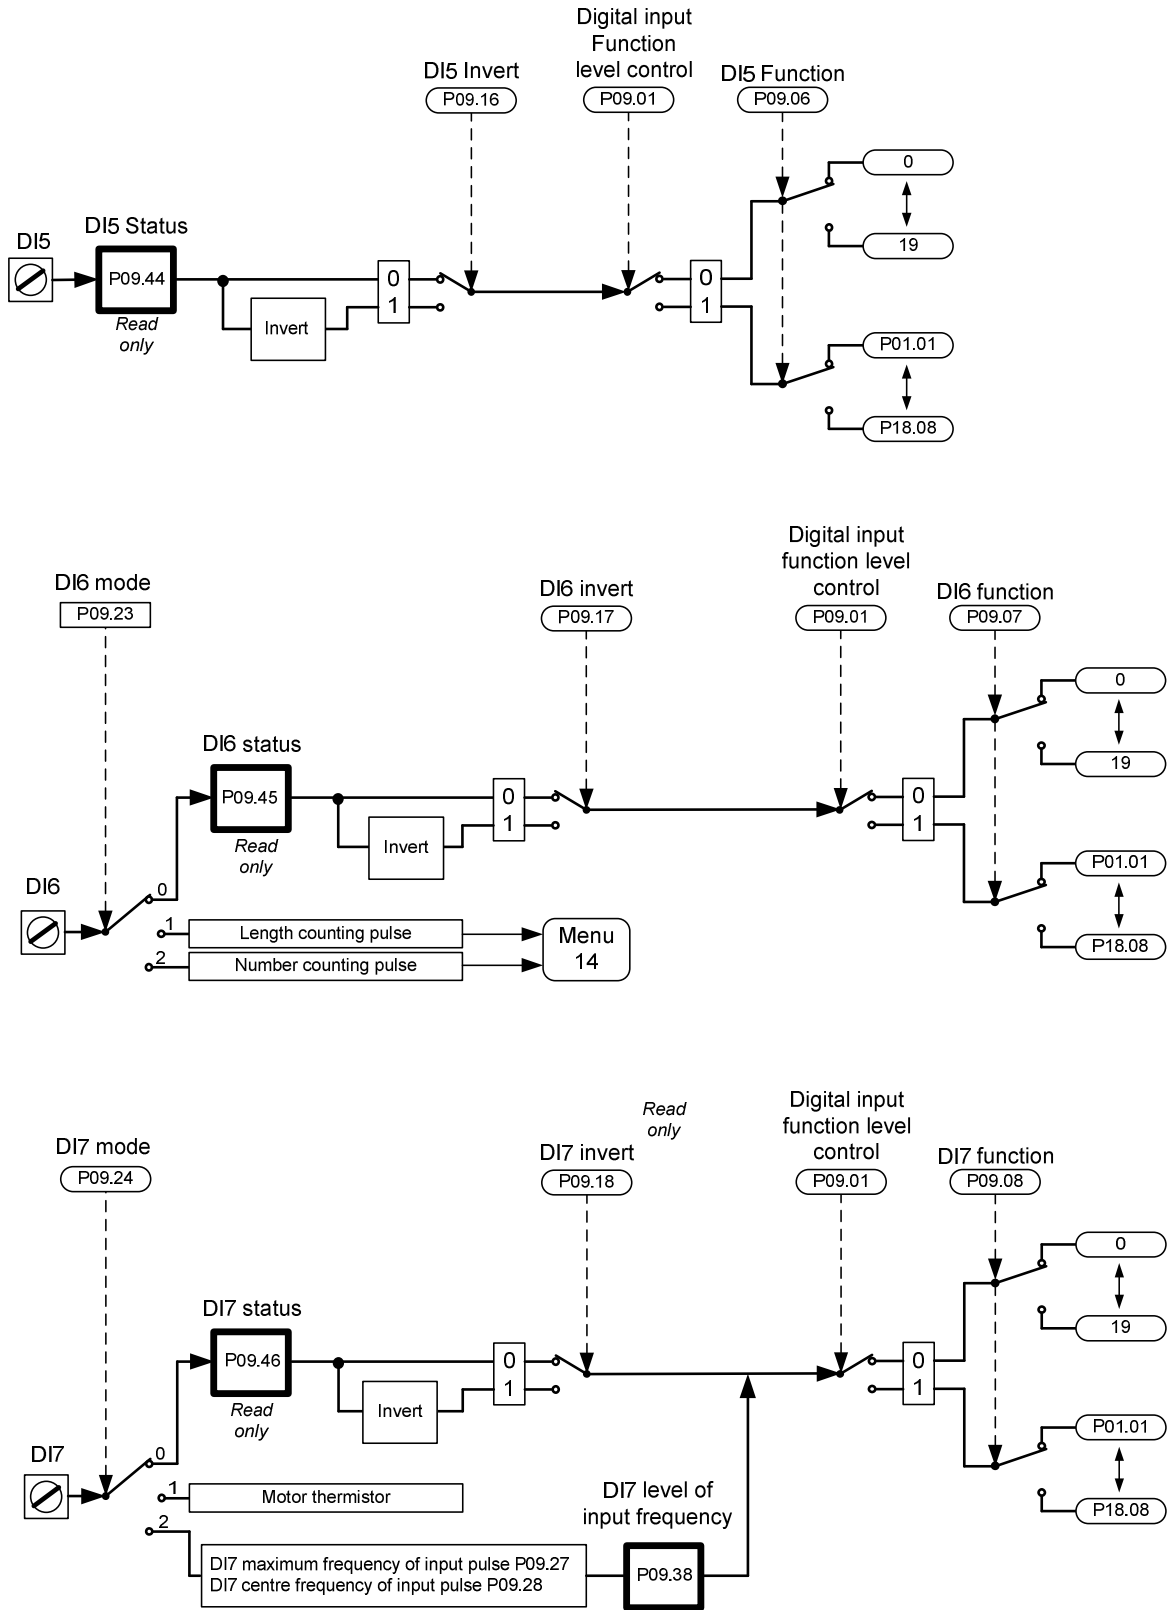 Digital input
Function
level control
DI5 Invert
DI5 Function
P09.16
P09.01
P09.06
0
19
DI5
DI5 Status
P09.44
Read
only
Invert
0
1
0
1
P01.01
P18.08
Digital input
function level
control
DI6 mode
DI6 invert
DI6 function
P09.23
P09.17
P09.01
P09.07
0
19
DI6 status
P09.45
Read
only
Invert
0
1
0
1
P01.01
P18.08
DI6
0
1
Length counting pulse
2
Number counting pulse
Menu
14
Read
only
Digital input
function level
control
DI7 mode
DI7 invert
DI7 function
P09.24
P09.18
P09.01
P09.08
0
19
DI7 status
P09.46
Read
only
Invert
0
1
0
1
P01.01
P18.08
DI7
0
1
Motor thermistor
2
DI7 level of
input frequency
DI7 maximum frequency of input pulse P09.27
DI7 centre frequency of input pulse P09.28
P09.38